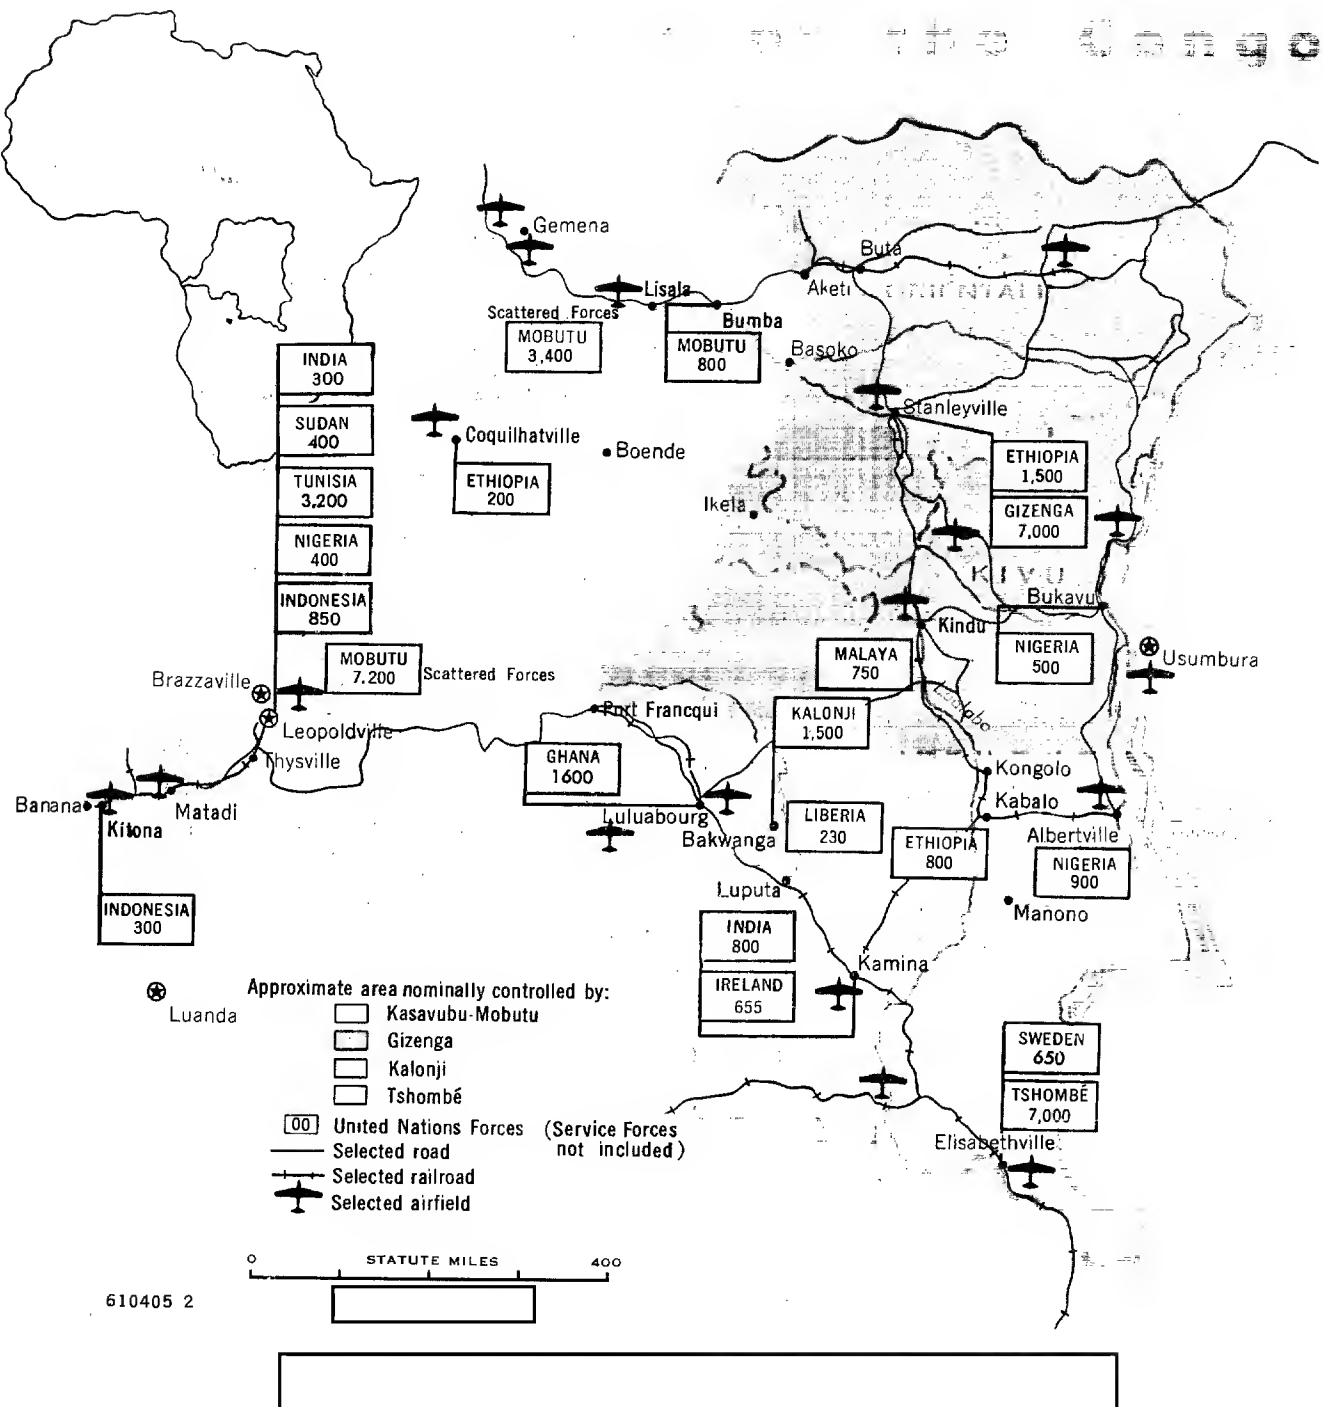 Congo
Gemena
Lisala
Buta
Aketi
ORIENTALE
Scattered Forces
MOBUTU
3,400
Bumba
MOBUTU
800
Basoko
INDIA
300
SUDAN
400
Stanleyville
Coquilhatville
Boende
ETHIOPIA
1,500
TUNISIA
3,200
ETHIOPIA
200
Ikela
GIZENGA
7,000
NIGERIA
400
KIVU
INDONESIA
850
Bukavu
Kindu
MOBUTU
7,200
Scattered Forces
MALAYA
750
NIGERIA
500
Usumbura
Brazzaville
Lualaba
Port Francqui
KALONJI
1,500
Leopoldville
Thysville
GHANA
1600
Kongolo
Banana
Kitona
Matadi
Luluabourg
Kabalo
Bakwanga
LIBERIA
230
Albertville
ETHIOPIA
800
NIGERIA
900
Luputa
Manono
INDONESIA
300
INDIA
800
Kamina
IRELAND
655
Luanda
Approximate area nominally controlled by:
Kasavubu-Mobutu
Gizenga
Kalonji
Tshombé
SWEDEN
650
TSHOMBÉ
7,000
00 United Nations Forces (Service Forces
not included)
Selected road
Selected railroad
Selected airfield
Elisabethville
0 STATUTE MILES 400
610405 2